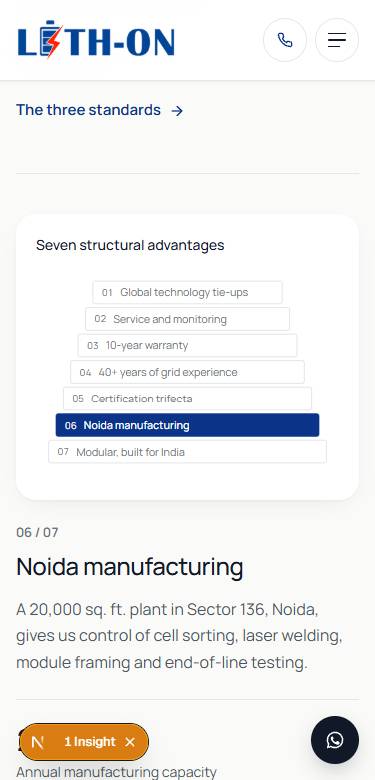 LITH-ON
The three standards →
Seven structural advantages
01 Global technology tie-ups
02 Service and monitoring
03 10-year warranty
04 40+ years of grid experience
05 Certification trifecta
06 Noida manufacturing
07 Modular, built for India
06 / 07
Noida manufacturing
A 20,000 sq. ft. plant in Sector 136, Noida,
gives us control of cell sorting, laser welding,
module framing and end-of-line testing.
N 1 Insight ×
Annual manufacturing capacity